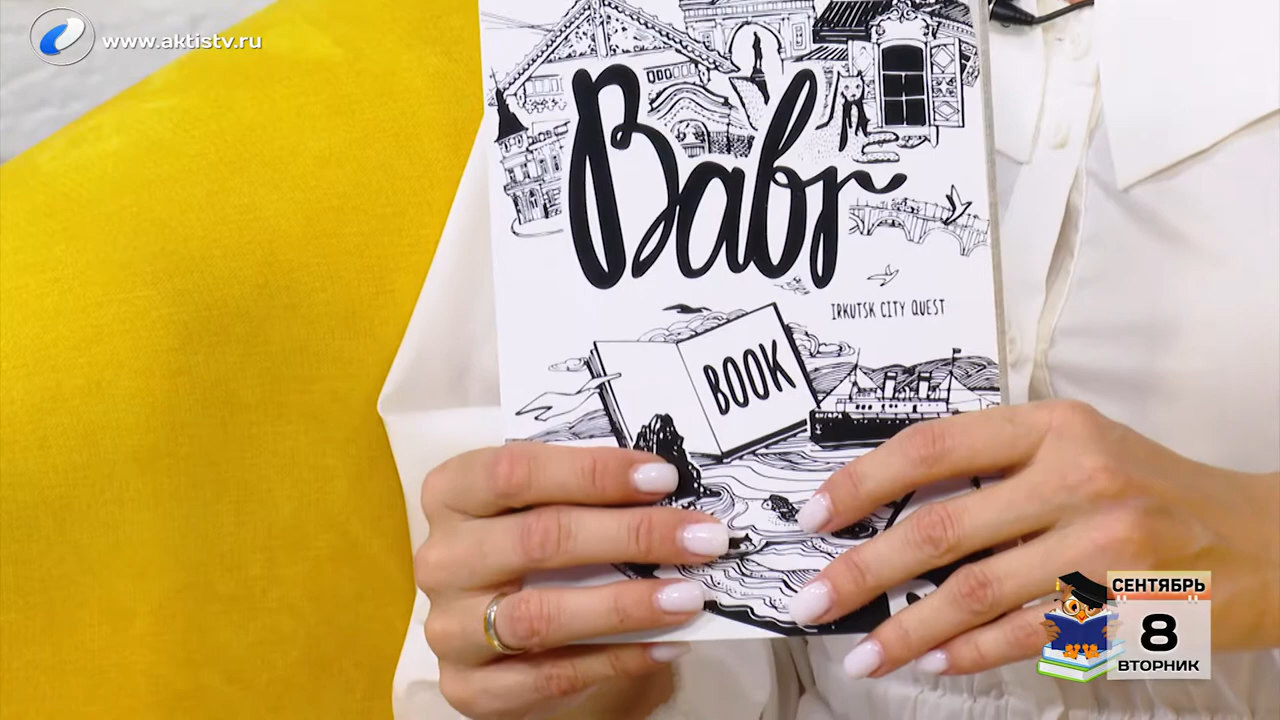 www.aktistv.ru
Babr
IRKUTSK CITY QUEST
BOOK
СЕНТЯБРЬ
8
ВТОРНИК